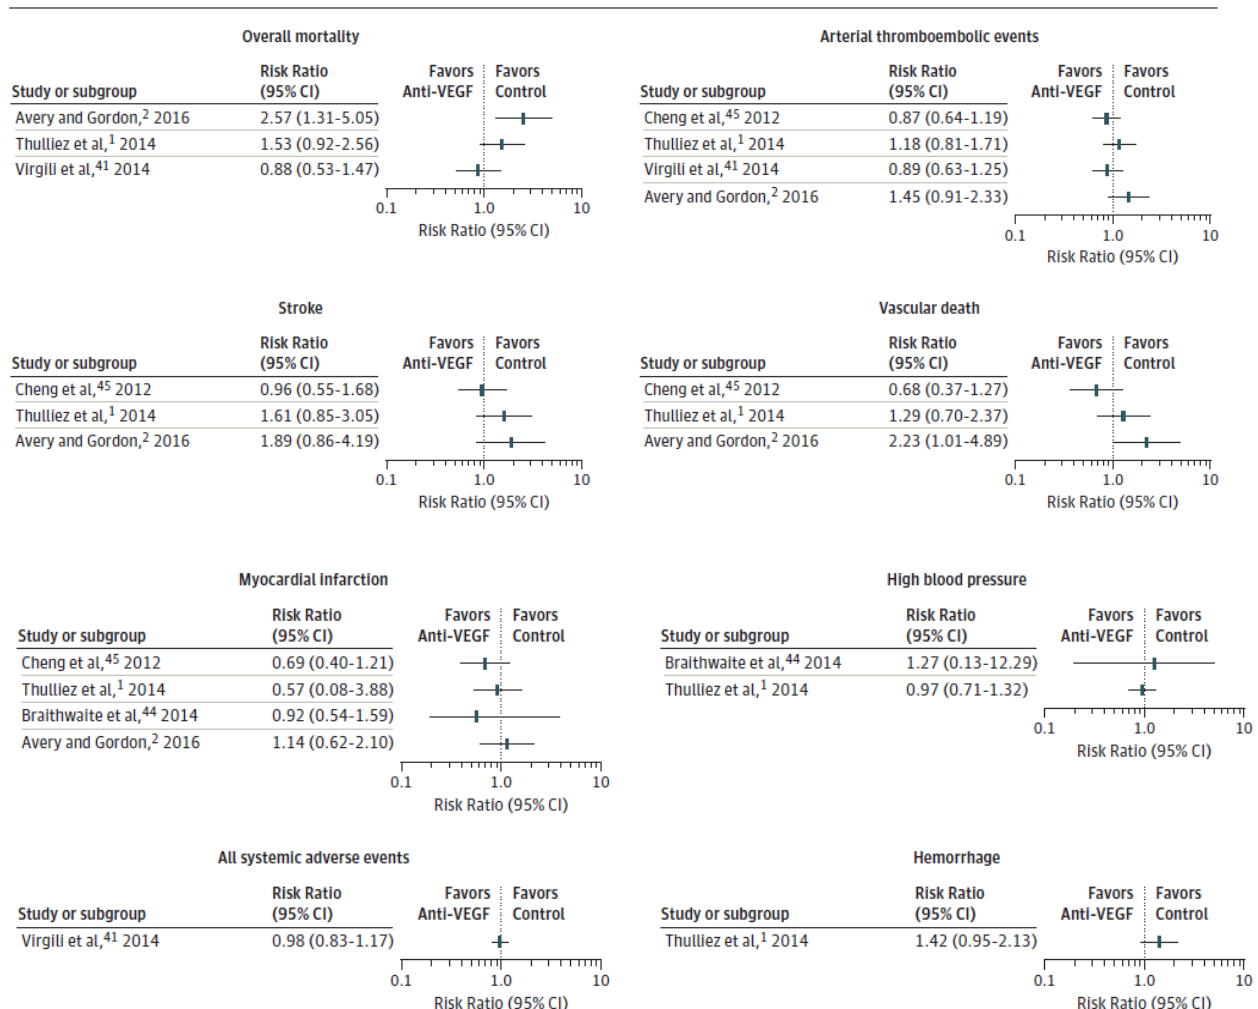 Overall mortality
Study or subgroup Risk Ratio (95% CI) Favors Anti-VEGF Favors Control
Avery and Gordon,2 2016 2.57 (1.31-5.05)
Thulliez et al,1 2014 1.53 (0.92-2.56)
Virgili et al,41 2014 0.88 (0.53-1.47)
0.1 1.0 10
Risk Ratio (95% CI)
Arterial thromboembolic events
Study or subgroup Risk Ratio (95% CI) Favors Anti-VEGF Favors Control
Cheng et al,45 2012 0.87 (0.64-1.19)
Thulliez et al,1 2014 1.18 (0.81-1.71)
Virgili et al,41 2014 0.89 (0.63-1.25)
Avery and Gordon,2 2016 1.45 (0.91-2.33)
0.1 1.0 10
Risk Ratio (95% CI)
Stroke
Study or subgroup Risk Ratio (95% CI) Favors Anti-VEGF Favors Control
Cheng et al,45 2012 0.96 (0.55-1.68)
Thulliez et al,1 2014 1.61 (0.85-3.05)
Avery and Gordon,2 2016 1.89 (0.86-4.19)
0.1 1.0 10
Risk Ratio (95% CI)
Vascular death
Study or subgroup Risk Ratio (95% CI) Favors Anti-VEGF Favors Control
Cheng et al,45 2012 0.68 (0.37-1.27)
Thulliez et al,1 2014 1.29 (0.70-2.37)
Avery and Gordon,2 2016 2.23 (1.01-4.89)
0.1 1.0 10
Risk Ratio (95% CI)
Myocardial infarction
Study or subgroup Risk Ratio (95% CI) Favors Anti-VEGF Favors Control
Cheng et al,45 2012 0.69 (0.40-1.21)
Thulliez et al,1 2014 0.57 (0.08-3.88)
Braithwaite et al,44 2014 0.92 (0.54-1.59)
Avery and Gordon,2 2016 1.14 (0.62-2.10)
0.1 1.0 10
Risk Ratio (95% CI)
High blood pressure
Study or subgroup Risk Ratio (95% CI) Favors Anti-VEGF Favors Control
Braithwaite et al,44 2014 1.27 (0.13-12.29)
Thulliez et al,1 2014 0.97 (0.71-1.32)
0.1 1.0 10
Risk Ratio (95% CI)
All systemic adverse events
Study or subgroup Risk Ratio (95% CI) Favors Anti-VEGF Favors Control
Virgili et al,41 2014 0.98 (0.83-1.17)
0.1 1.0 10
Risk Ratio (95% CI)
Hemorrhage
Study or subgroup Risk Ratio (95% CI) Favors Anti-VEGF Favors Control
Thulliez et al,1 2014 1.42 (0.95-2.13)
0.1 1.0 10
Risk Ratio (95% CI)